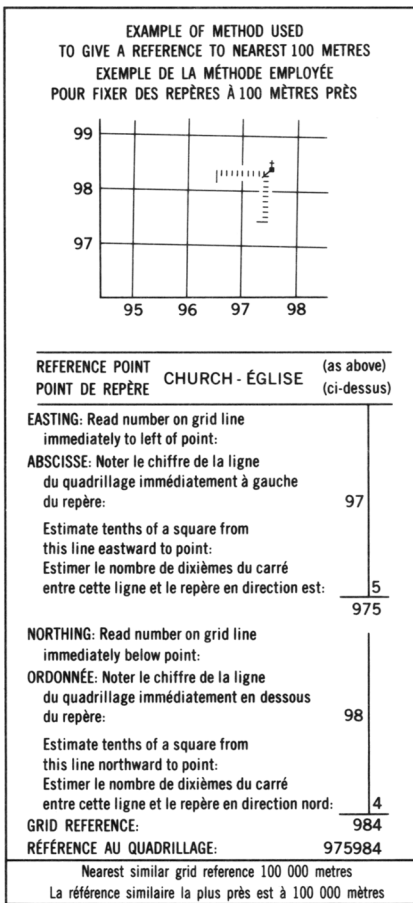 EXAMPLE OF METHOD USED
TO GIVE A REFERENCE TO NEAREST 100 METRES
EXEMPLE DE LA MÉTHODE EMPLOYÉE
POUR FIXER DES REPÈRES À 100 MÈTRES PRÈS
99
98
97
95 96 97 98
REFERENCE POINT
POINT DE REPÈRE
CHURCH - ÉGLISE
(as above)
(ci-dessus)
EASTING: Read number on grid line
immediately to left of point:
ABSCISSE: Noter le chiffre de la ligne
du quadrillage immédiatement à gauche
du repère: 97
Estimate tenths of a square from
this line eastward to point:
Estimer le nombre de dixièmes du carré
entre cette ligne et le repère en direction est: 5
975
NORTHING: Read number on grid line
immediately below point:
ORDONNÉE: Noter le chiffre de la ligne
du quadrillage immédiatement en dessous
du repère: 98
Estimate tenths of a square from
this line northward to point:
Estimer le nombre de dixièmes du carré
entre cette ligne et le repère en direction nord: 4
GRID REFERENCE: 984
RÉFÉRENCE AU QUADRILLAGE: 975984
Nearest similar grid reference 100 000 metres
La référence similaire la plus près est à 100 000 mètres